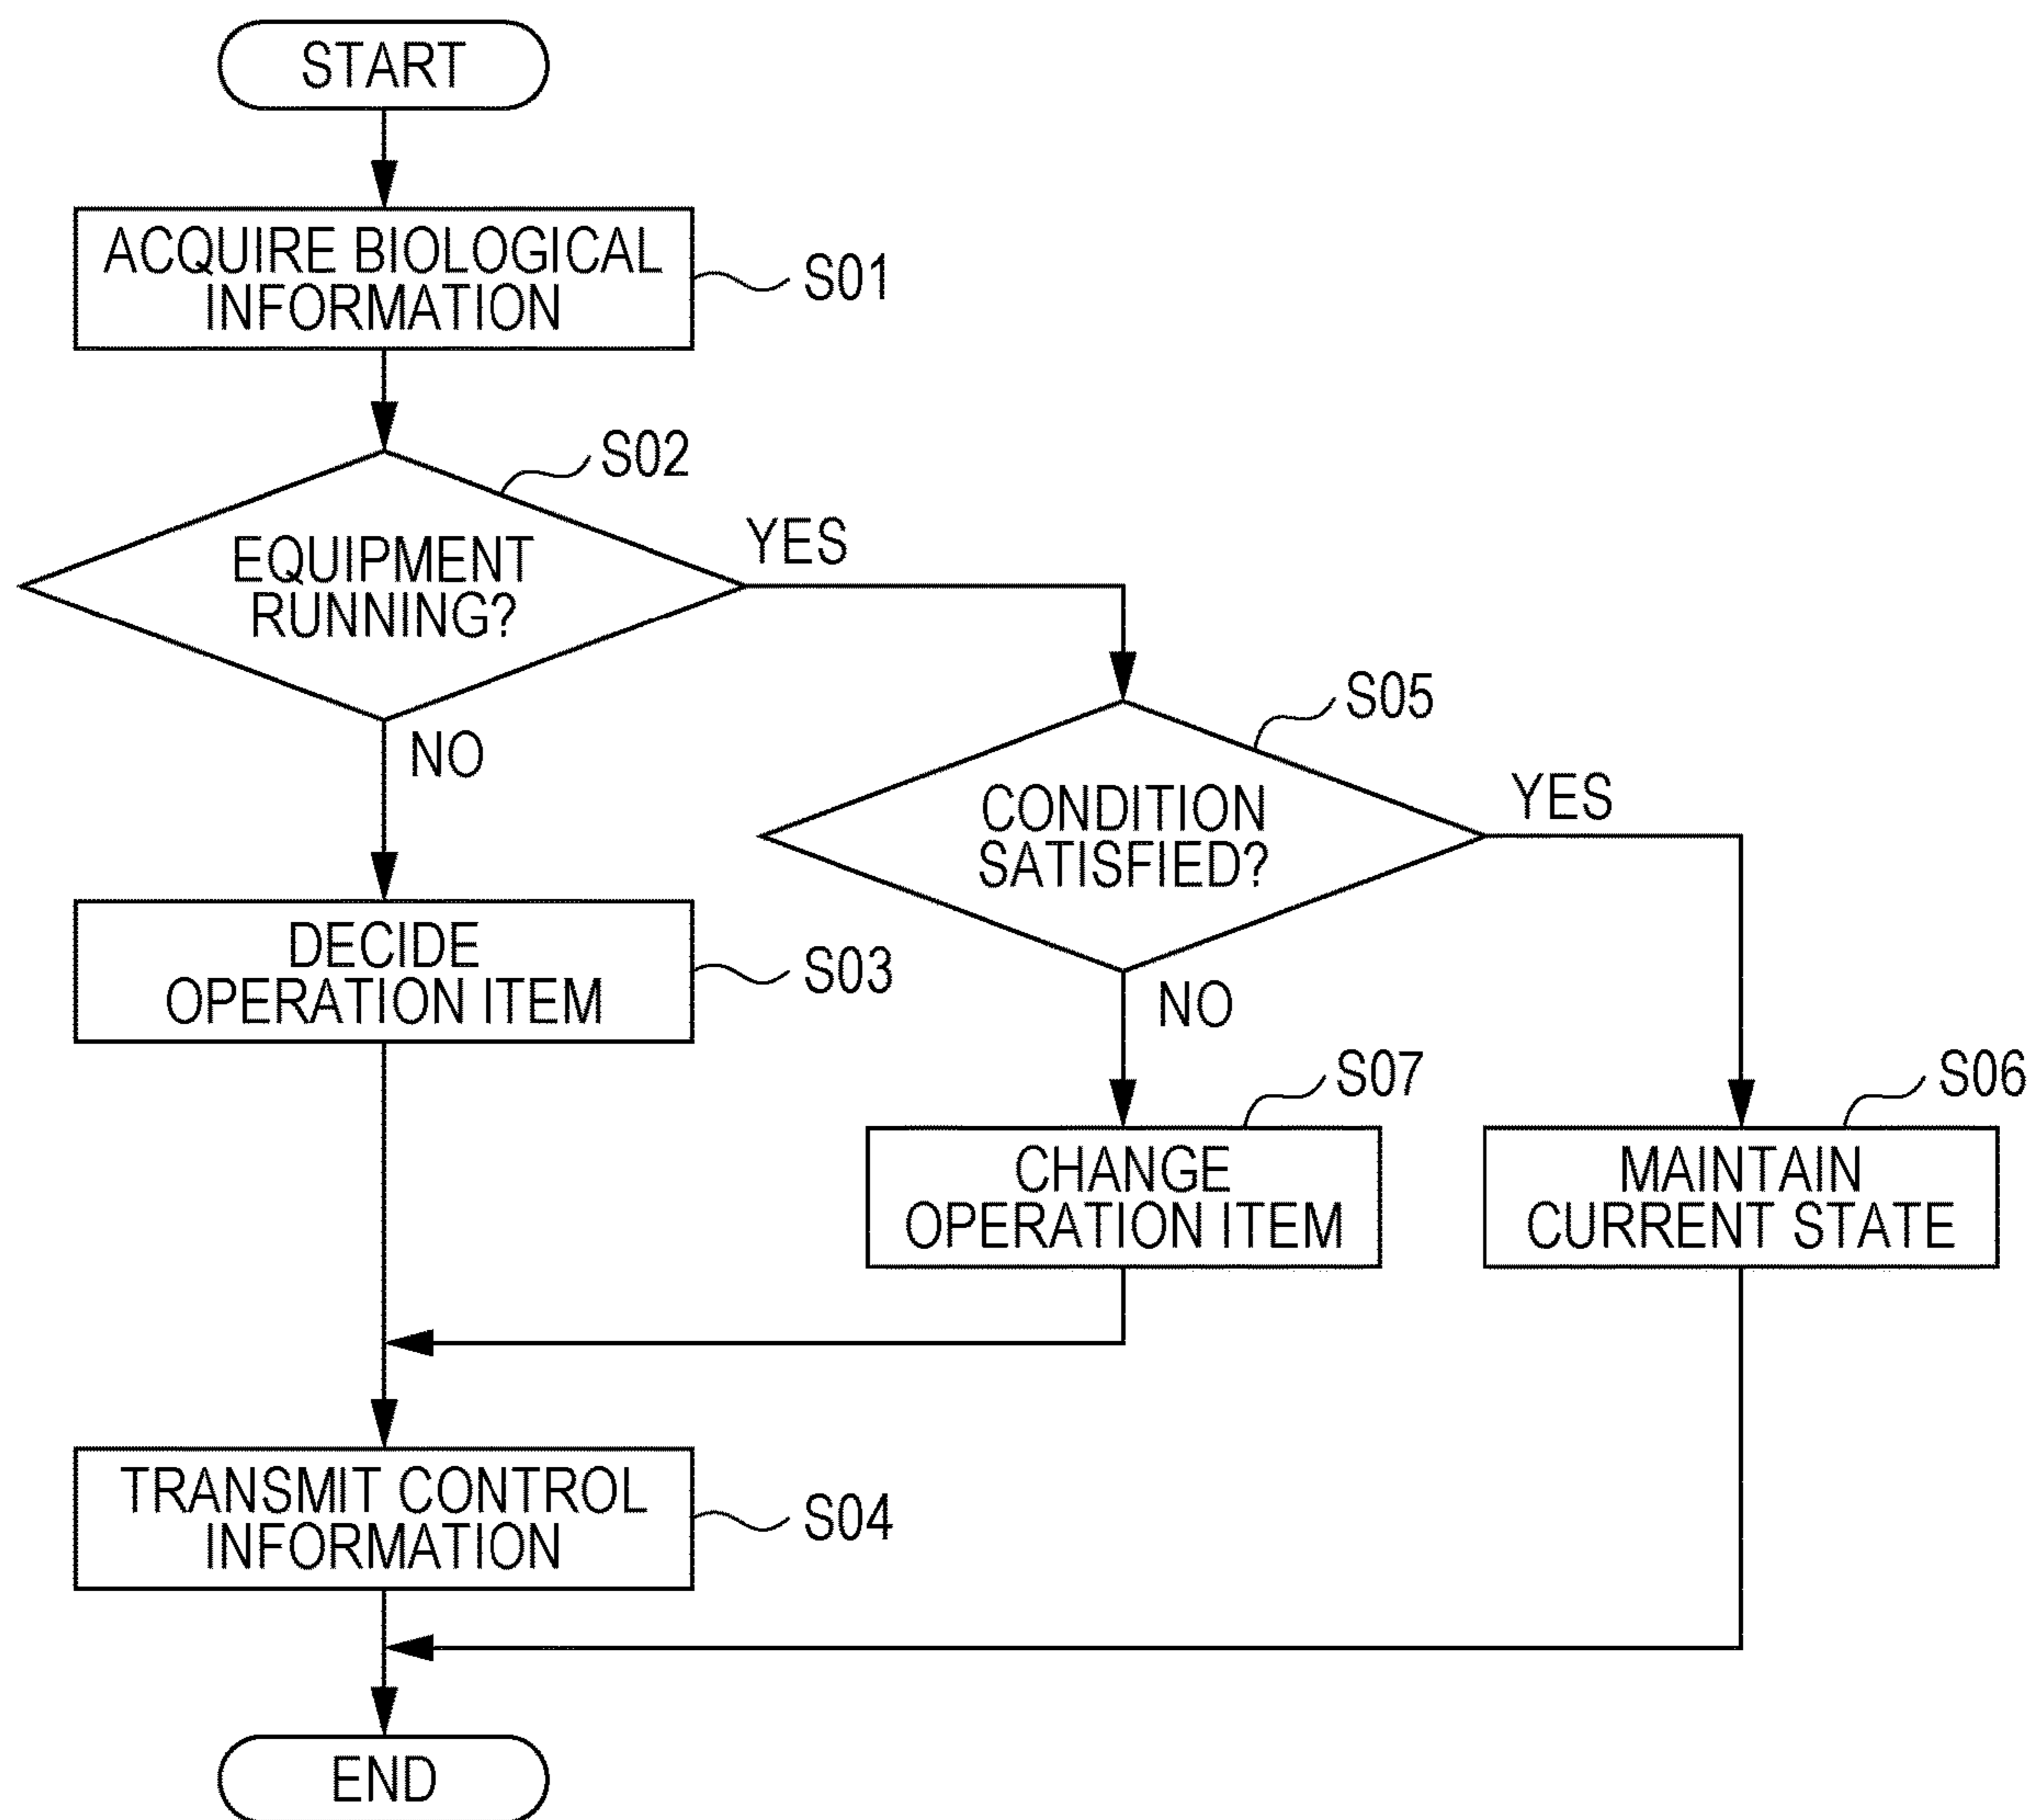 START
ACQUIRE BIOLOGICAL
INFORMATION
S01
S02
EQUIPMENT
RUNNING?
YES
NO
S05
CONDITION
SATISFIED?
YES
NO
DECIDE
OPERATION ITEM
S03
S07
CHANGE
OPERATION ITEM
S06
MAINTAIN
CURRENT STATE
TRANSMIT CONTROL
INFORMATION
S04
END